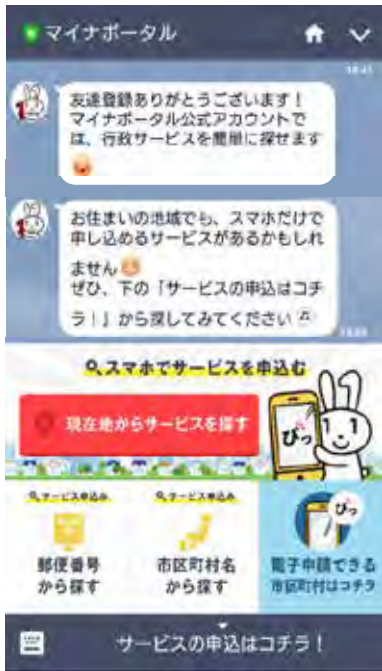 マイナポータル
友達登録ありがとうございます！
マイナポータル公式アカウントで
は、行政サービスを簡単に探せます
お住まいの地域でも、スマホだけで
申し込めるサービスがあるかもしれ
ません
ぜひ、下の「サービスの申込はコチ
ラ！」から探してみてください♬
スマホでサービスを申込む
現在地からサービスを探す
ぴっ
サービス申込み
サービス申込み
ぴっ
郵便番号
から探す
市区町村名
から探す
電子申請できる
市区町村はコチラ
サービスの申込はコチラ！